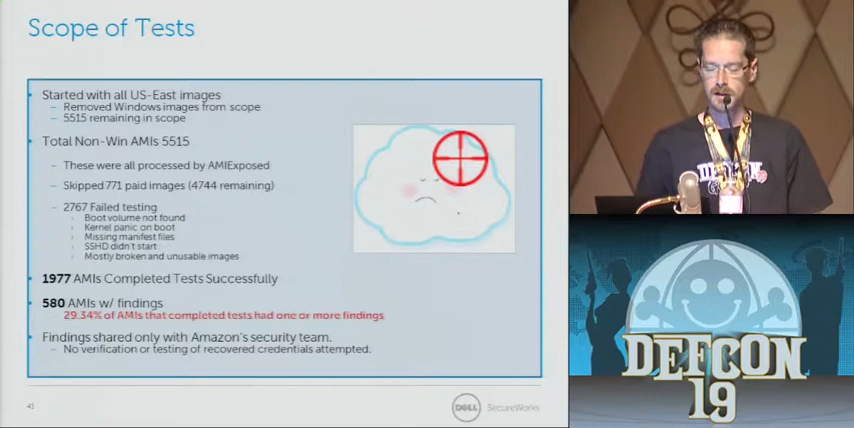 Scope of Tests
Started with all US-East images
– Removed Windows images from scope
– 5515 remaining in scope
Total Non-Win AMIs 5515
– These were all processed by AMIExposed
– Skipped 771 paid images (4744 remaining)
– 2767 Failed testing
Boot volume not found
Kernel panic on boot
Missing manifest files
SSHD didn't start
Mostly broken and unusable images
1977 AMIs Completed Tests Successfully
580 AMIs w/ findings
29.34% of AMIs that completed tests had one or more findings
Findings shared only with Amazon's security team.
– No verification or testing of recovered credentials attempted.
41
DELL SecureWorks
DEFCON
19